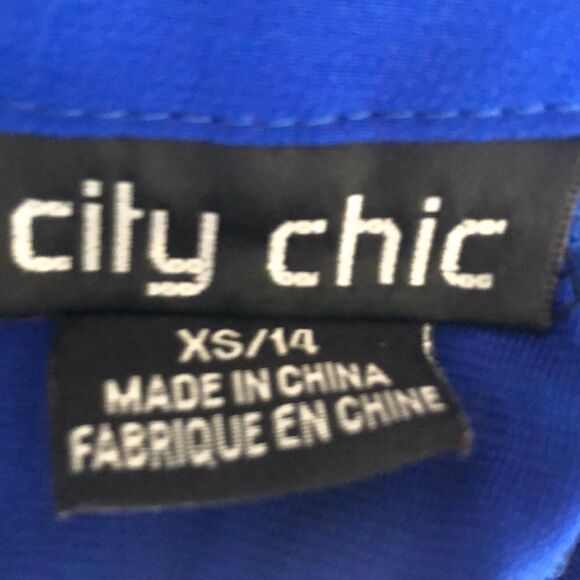 city chic
XS/14
MADE IN CHINA
FABRIQUE EN CHINE